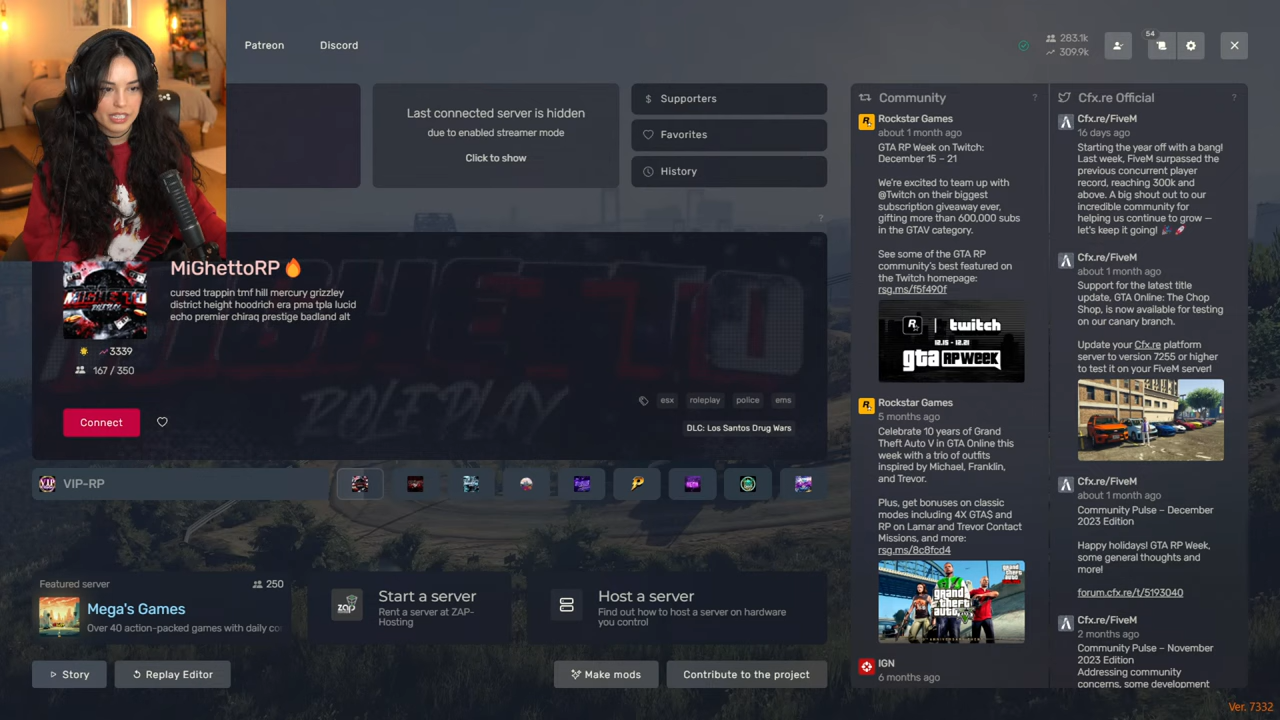 Patreon
Discord
283.1k
309.9k
54
Last connected server is hidden
due to enabled streamer mode
Click to show
$ Supporters
Favorites
History
?
MiGhettoRP🔥
cursed trappin tmf hill mercury grizzley
district height hoodrich era pma tpla lucid
echo premier chiraq prestige badland alt
3339
167 / 350
Connect
esx
roleplay
police
ems
DLC: Los Santos Drug Wars
VIP-RP
Featured server
250
Mega's Games
Over 40 action-packed games with daily co
ZAP
Start a server
Rent a server at ZAP-
Hosting
Host a server
Find out how to host a server on hardware
you control
Story
Replay Editor
Make mods
Contribute to the project
Community
?
Rockstar Games
about 1 month ago
GTA RP Week on Twitch:
December 15 – 21
We're excited to team up with
@Twitch on their biggest
subscription giveaway ever,
gifting more than 600,000 subs
in the GTAV category.
See some of the GTA RP
community's best featured on
the Twitch homepage:
rsg.ms/f5f490f
R twitch
12.15 - 12.21
gta RP WEEK
Rockstar Games
5 months ago
Celebrate 10 years of Grand
Theft Auto V in GTA Online this
week with a trio of outfits
inspired by Michael, Franklin,
and Trevor.
Plus, get bonuses on classic
modes including 4X GTA$ and
RP on Lamar and Trevor Contact
Missions, and more:
rsg.ms/8c8fcd4
grand
theft
auto
IGN
6 months ago
Cfx.re Official
?
Cfx.re/FiveM
16 days ago
Starting the year off with a bang!
Last week, FiveM surpassed the
previous concurrent player
record, reaching 300k and
above. A big shout out to our
incredible community for
helping us continue to grow —
let's keep it going! 🎉 🚀
Cfx.re/FiveM
about 1 month ago
Support for the latest title
update, GTA Online: The Chop
Shop, is now available for testing
on our canary branch.
Update your Cfx.re platform
server to version 7255 or higher
to test it on your FiveM server!
Cfx.re/FiveM
about 1 month ago
Community Pulse – December
2023 Edition
Happy holidays! GTA RP Week,
some general thoughts and
more!
forum.cfx.re/t/5193040
Cfx.re/FiveM
2 months ago
Community Pulse – November
2023 Edition
Addressing community
concerns, some development
Ver. 7332